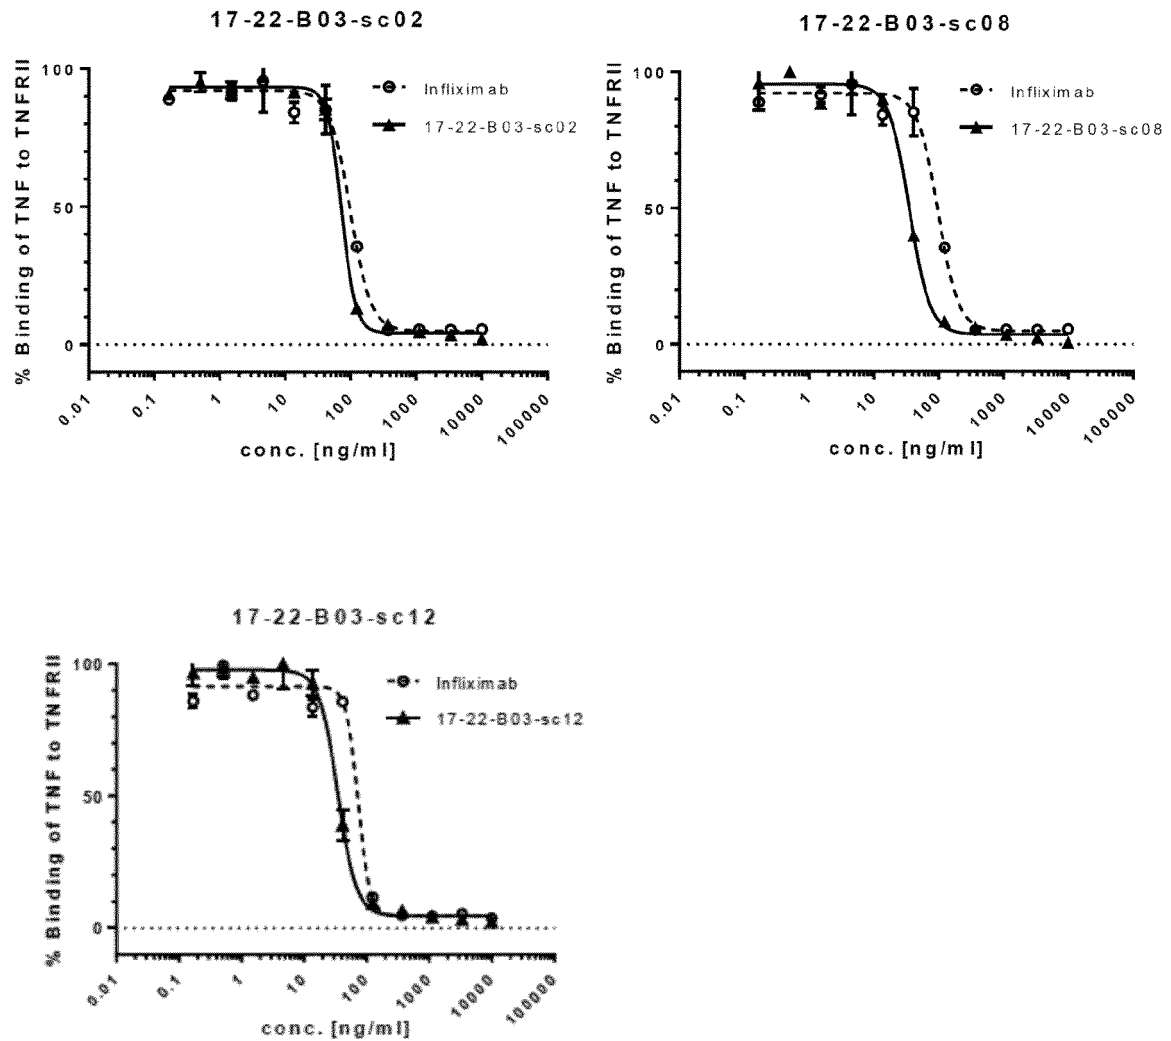 17-22-B03-sc02
% Binding of TNF to TNFRII
100
50
0
Infliximab
17-22-B03-sc02
0.01
0.1
1
10
100
1000
10000
100000
conc. [ng/ml]
17-22-B03-sc08
% Binding of TNF to TNFRII
100
50
0
Infliximab
17-22-B03-sc08
0.01
0.1
1
10
100
1000
10000
100000
conc. [ng/ml]
17-22-B03-sc12
% Binding of TNF to TNFRII
100
50
0
Infliximab
17-22-B03-sc12
0.01
0.1
1
10
100
1000
10000
100000
conc. [ng/ml]